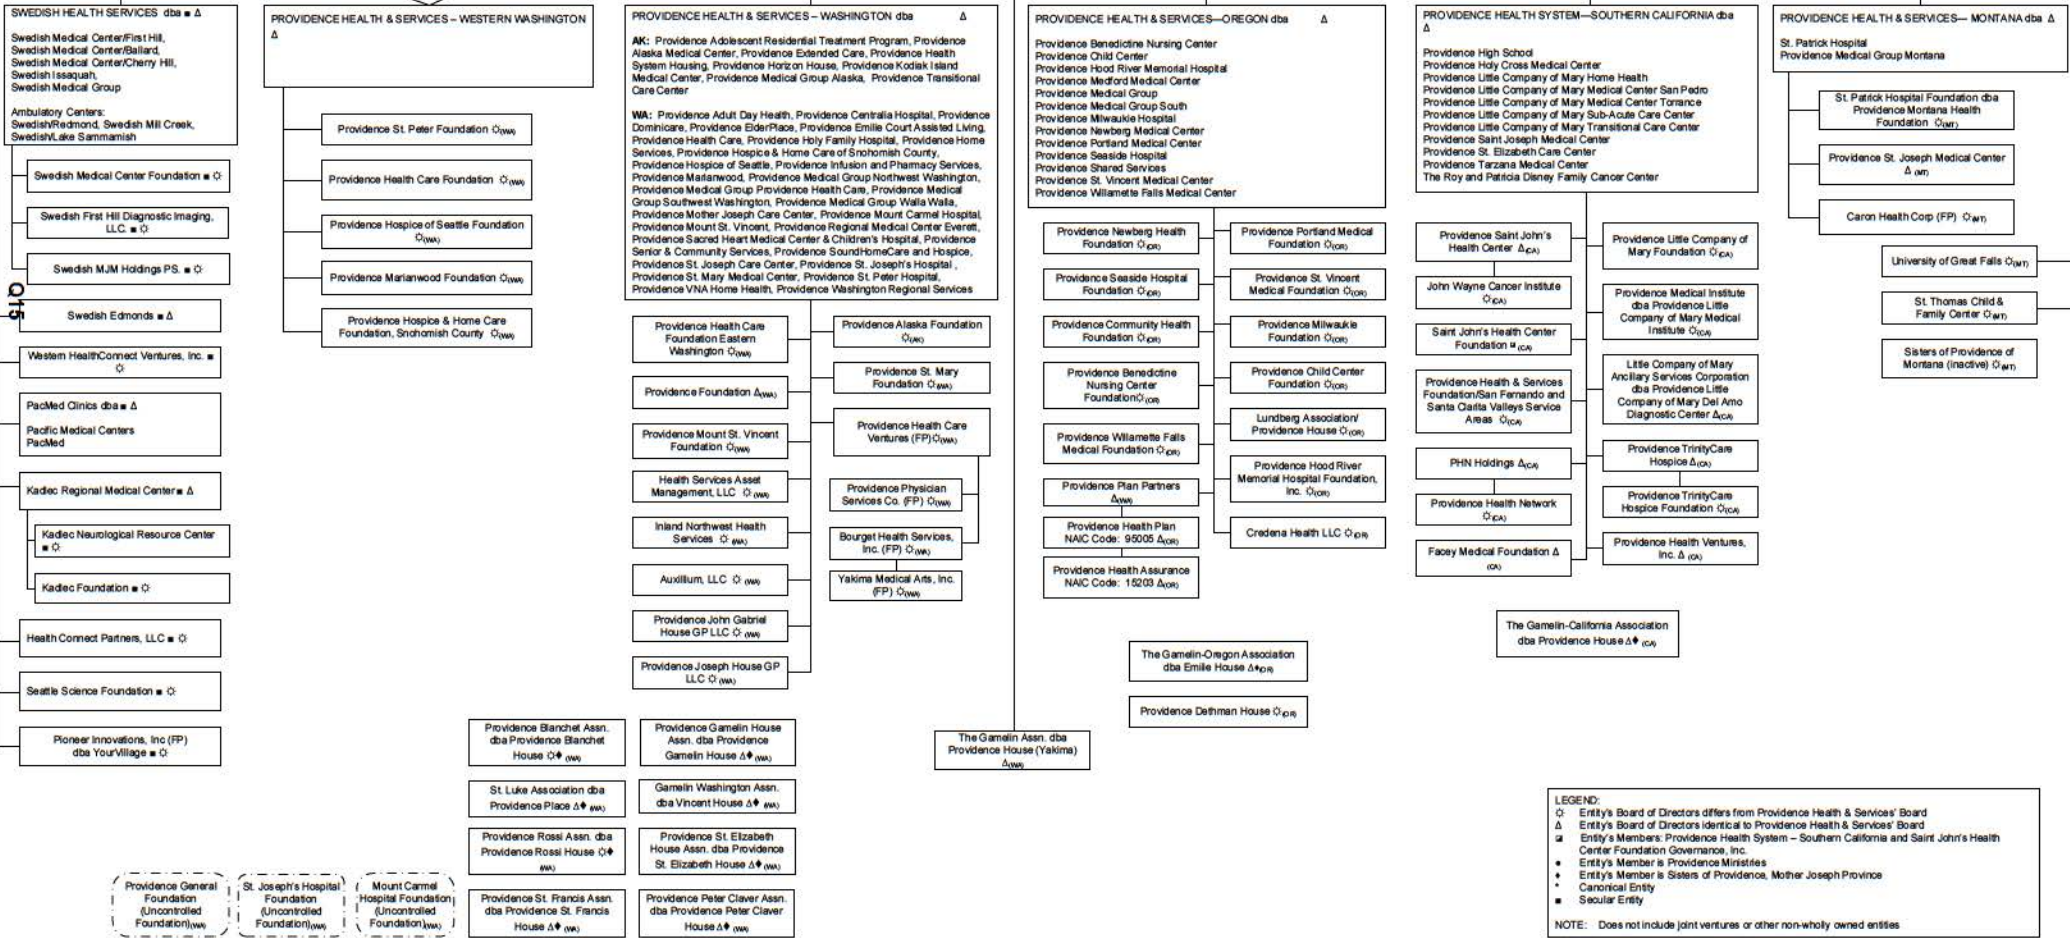 SWEDISH HEALTH SERVICES dba ■ Δ
Swedish Medical Center/First Hill,
Swedish Medical Center/Ballard,
Swedish Medical Center/Cherry Hill,
Swedish Issaquah,
Swedish Medical Group
Ambulatory Centers:
Swedish/Redmond, Swedish Mill Creek,
Swedish/Lake Sammamish
Swedish Medical Center Foundation ■ ☼
Swedish First Hill Diagnostic Imaging,
LLC. ■ ☼
Swedish MJM Holdings PS. ■ ☼
Q15
Swedish Edmonds ■ Δ
Western HealthConnect Ventures, Inc. ■
☼
PacMed Clinics dba ■ Δ
Pacific Medical Centers
PacMed
Kadlec Regional Medical Center ■ Δ
Kadlec Neurological Resource Center
■ ☼
Kadlec Foundation ■ ☼
Health Connect Partners, LLC ■ ☼
Seattle Science Foundation ■ ☼
Pioneer Innovations, Inc (FP)
dba YourVillage ■ ☼
PROVIDENCE HEALTH & SERVICES – WESTERN WASHINGTON
Δ
Providence St. Peter Foundation ☼(WA)
Providence Health Care Foundation ☼(WA)
Providence Hospice of Seattle Foundation
☼(WA)
Providence Marianwood Foundation ☼(WA)
Providence Hospice & Home Care
Foundation, Snohomish County ☼(WA)
PROVIDENCE HEALTH & SERVICES – WASHINGTON dba Δ
AK: Providence Adolescent Residential Treatment Program, Providence
Alaska Medical Center, Providence Extended Care, Providence Health
System Housing, Providence Horizon House, Providence Kodiak Island
Medical Center, Providence Medical Group Alaska, Providence Transitional
Care Center
WA: Providence Adult Day Health, Providence Centralia Hospital, Providence
Dominicare, Providence ElderPlace, Providence Emilie Court Assisted Living,
Providence Health Care, Providence Holy Family Hospital, Providence Home
Services, Providence Hospice & Home Care of Snohomish County,
Providence Hospice of Seattle, Providence Infusion and Pharmacy Services,
Providence Marianwood, Providence Medical Group Northwest Washington,
Providence Medical Group Providence Health Care, Providence Medical
Group Southwest Washington, Providence Medical Group Walla Walla,
Providence Mother Joseph Care Center, Providence Mount Carmel Hospital,
Providence Mount St. Vincent, Providence Regional Medical Center Everett,
Providence Sacred Heart Medical Center & Children's Hospital, Providence
Senior & Community Services, Providence SoundHomeCare and Hospice,
Providence St. Joseph Care Center, Providence St. Joseph's Hospital ,
Providence St. Mary Medical Center, Providence St. Peter Hospital,
Providence VNA Home Health, Providence Washington Regional Services
Providence Health Care
Foundation Eastern
Washington ☼(WA)
Providence Foundation Δ(WA)
Providence Mount St. Vincent
Foundation ☼(WA)
Health Services Asset
Management, LLC ☼ (WA)
Inland Northwest Health
Services ☼ (WA)
Auxilium, LLC ☼ (WA)
Providence John Gabriel
House GP LLC ☼ (WA)
Providence Joseph House GP
LLC ☼ (WA)
Providence Alaska Foundation
☼(AK)
Providence St. Mary
Foundation ☼(WA)
Providence Health Care
Ventures (FP)☼(WA)
Providence Physician
Services Co. (FP) ☼(WA)
Bourget Health Services,
Inc. (FP) ☼(WA)
Yakima Medical Arts, Inc.
(FP) ☼(WA)
PROVIDENCE HEALTH & SERVICES—OREGON dba Δ
Providence Benedictine Nursing Center
Providence Child Center
Providence Hood River Memorial Hospital
Providence Medford Medical Center
Providence Medical Group
Providence Medical Group South
Providence Milwaukie Hospital
Providence Newberg Medical Center
Providence Portland Medical Center
Providence Seaside Hospital
Providence Shared Services
Providence St. Vincent Medical Center
Providence Willamette Falls Medical Center
Providence Newberg Health
Foundation ☼(OR)
Providence Seaside Hospital
Foundation ☼(OR)
Providence Community Health
Foundation ☼(OR)
Providence Benedictine
Nursing Center
Foundation☼(OR)
Providence Willamette Falls
Medical Foundation ☼(OR)
Providence Plan Partners
Δ(WA)
Providence Health Plan
NAIC Code: 95005 Δ(OR)
Providence Health Assurance
NAIC Code: 15203 Δ(OR)
Providence Portland Medical
Foundation ☼(OR)
Providence St. Vincent
Medical Foundation ☼(OR)
Providence Milwaukie
Foundation ☼(OR)
Providence Child Center
Foundation ☼(OR)
Lundberg Association/
Providence House ☼(OR)
Providence Hood River
Memorial Hospital Foundation,
Inc. ☼(OR)
Credena Health LLC ☼(OR)
The Gamelin-Oregon Association
dba Emilie House Δ♦(OR)
Providence Dethman House ☼(OR)
PROVIDENCE HEALTH SYSTEM—SOUTHERN CALIFORNIA dba
Δ
Providence High School
Providence Holy Cross Medical Center
Providence Little Company of Mary Home Health
Providence Little Company of Mary Medical Center San Pedro
Providence Little Company of Mary Medical Center Torrance
Providence Little Company of Mary Sub-Acute Care Center
Providence Little Company of Mary Transitional Care Center
Providence Saint Joseph Medical Center
Providence St. Elizabeth Care Center
Providence Tarzana Medical Center
The Roy and Patricia Disney Family Cancer Center
Providence Saint John's
Health Center Δ(CA)
John Wayne Cancer Institute
☼(CA)
Saint John's Health Center
Foundation ◪ (CA)
Providence Health & Services
Foundation/San Fernando and
Santa Clarita Valleys Service
Areas ☼(CA)
PHN Holdings Δ(CA)
Providence Health Network
☼(CA)
Facey Medical Foundation Δ
(CA)
Providence Little Company of
Mary Foundation ☼(CA)
Providence Medical Institute
dba Providence Little
Company of Mary Medical
Institute ☼(CA)
Little Company of Mary
Ancillary Services Corporation
dba Providence Little
Company of Mary Del Amo
Diagnostic Center Δ(CA)
Providence TrinityCare
Hospice Δ(CA)
Providence TrinityCare
Hospice Foundation ☼(CA)
Providence Health Ventures,
Inc. Δ (CA)
The Gamelin-California Association
dba Providence House Δ♦ (CA)
PROVIDENCE HEALTH & SERVICES— MONTANA dba Δ
St. Patrick Hospital
Providence Medical Group Montana
St. Patrick Hospital Foundation dba
Providence Montana Health
Foundation ☼(MT)
Providence St. Joseph Medical Center
Δ (MT)
Caron Health Corp (FP) ☼(MT)
University of Great Falls ☼(MT)
St. Thomas Child &
Family Center ☼(MT)
Sisters of Providence of
Montana (inactive) ☼(MT)
Providence Blanchet Assn.
dba Providence Blanchet
House ☼♦ (WA)
St. Luke Association dba
Providence Place Δ♦ (WA)
Providence Rossi Assn. dba
Providence Rossi House ☼♦
(WA)
Providence St. Francis Assn.
dba Providence St. Francis
House Δ♦ (WA)
Providence Gamelin House
Assn. dba Providence
Gamelin House Δ♦ (WA)
Gamelin Washington Assn.
dba Vincent House Δ♦ (WA)
Providence St. Elizabeth
House Assn. dba Providence
St. Elizabeth House Δ♦ (WA)
Providence Peter Claver Assn.
dba Providence Peter Claver
House Δ♦ (WA)
The Gamelin Assn. dba
Providence House (Yakima)
Δ(WA)
Providence General
Foundation
(Uncontrolled
Foundation)(WA)
St. Joseph's Hospital
Foundation
(Uncontrolled
Foundation)(WA)
Mount Carmel
Hospital Foundation
(Uncontrolled
Foundation)(WA)
LEGEND:
☼ Entity's Board of Directors differs from Providence Health & Services' Board
Δ Entity's Board of Directors identical to Providence Health & Services' Board
◪ Entity's Members: Providence Health System – Southern California and Saint John's Health
Center Foundation Governance, Inc.
● Entity's Member is Providence Ministries
♦ Entity's Member is Sisters of Providence, Mother Joseph Province
* Canonical Entity
■ Secular Entity
NOTE: Does not include joint ventures or other non-wholly owned entities